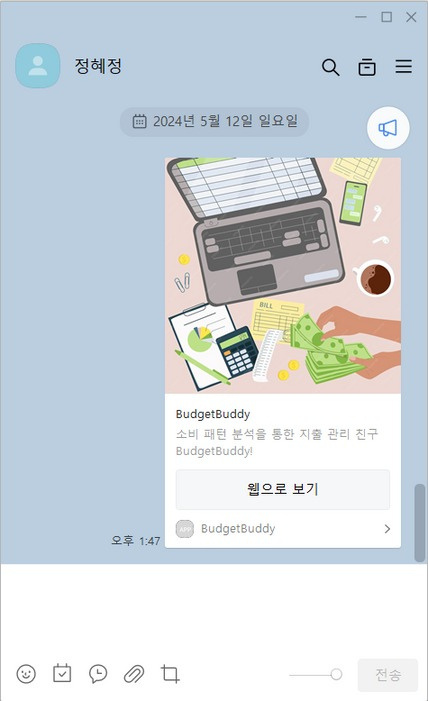 정혜정
2024년 5월 12일 일요일
BILL
BudgetBuddy
소비 패턴 분석을 통한 지출 관리 친구
BudgetBuddy!
웹으로 보기
APP
BudgetBuddy
오후 1:47
전송